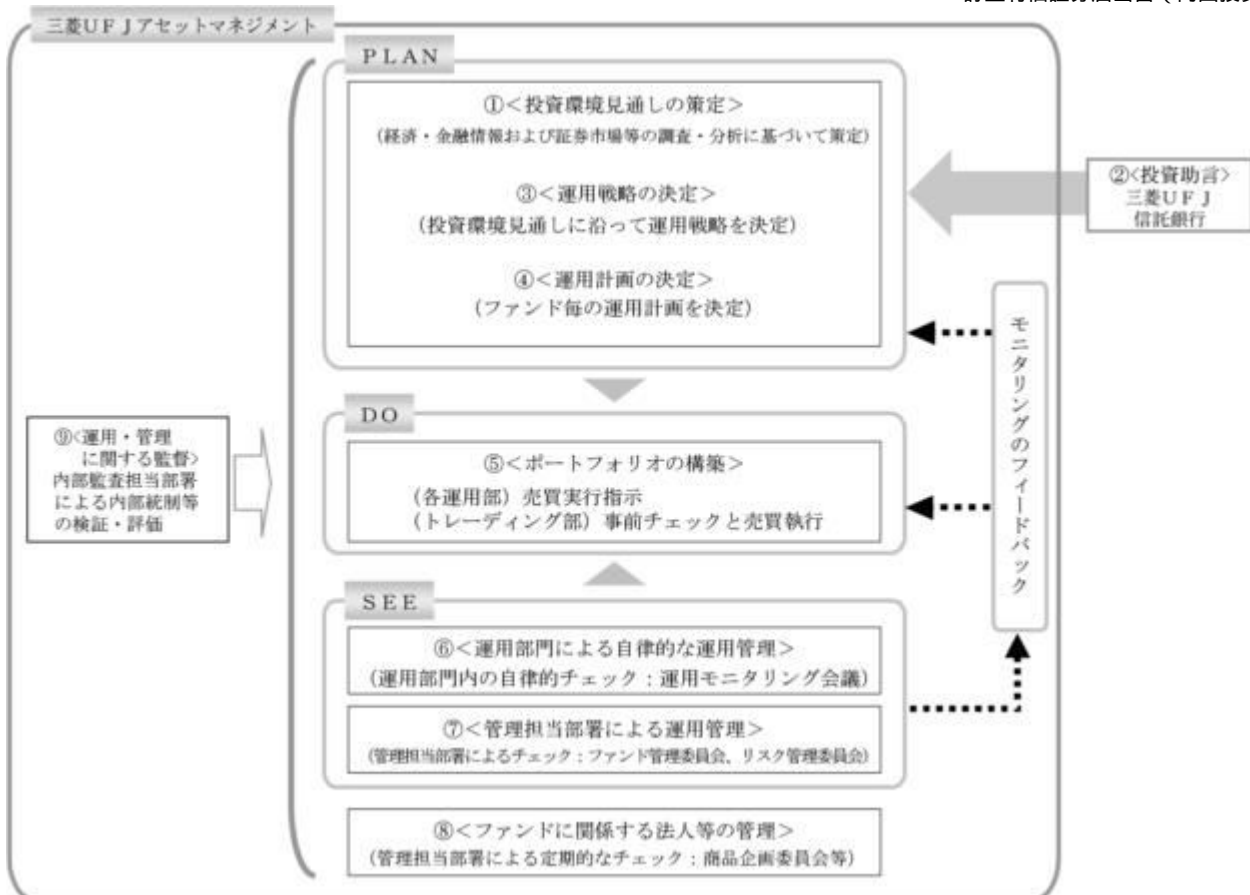 三菱ＵＦＪアセットマネジメント
ＰＬＡＮ
①＜投資環境見通しの策定＞
(経済・金融情報および証券市場等の調査・分析に基づいて策定)
②<投資助言>
三菱ＵＦＪ
信託銀行
③＜運用戦略の決定＞
(投資環境見通しに沿って運用戦略を決定)
④＜運用計画の決定＞
(ファンド毎の運用計画を決定)
モニタリングのフィードバック
ＤＯ
⑤＜ポートフォリオの構築＞
(各運用部）売買実行指示
(トレーディング部）事前チェックと売買執行
⑨<運用・管理
に関する監督>
内部監査担当部署
による内部統制等
の検証・評価
ＳＥＥ
⑥＜運用部門による自律的な運用管理＞
(運用部門内の自律的チェック：運用モニタリング会議)
⑦＜管理担当部署による運用管理＞
(管理担当部署によるチェック：ファンド管理委員会、リスク管理委員会)
⑧＜ファンドに関係する法人等の管理＞
(管理担当部署による定期的なチェック：商品企画委員会等)